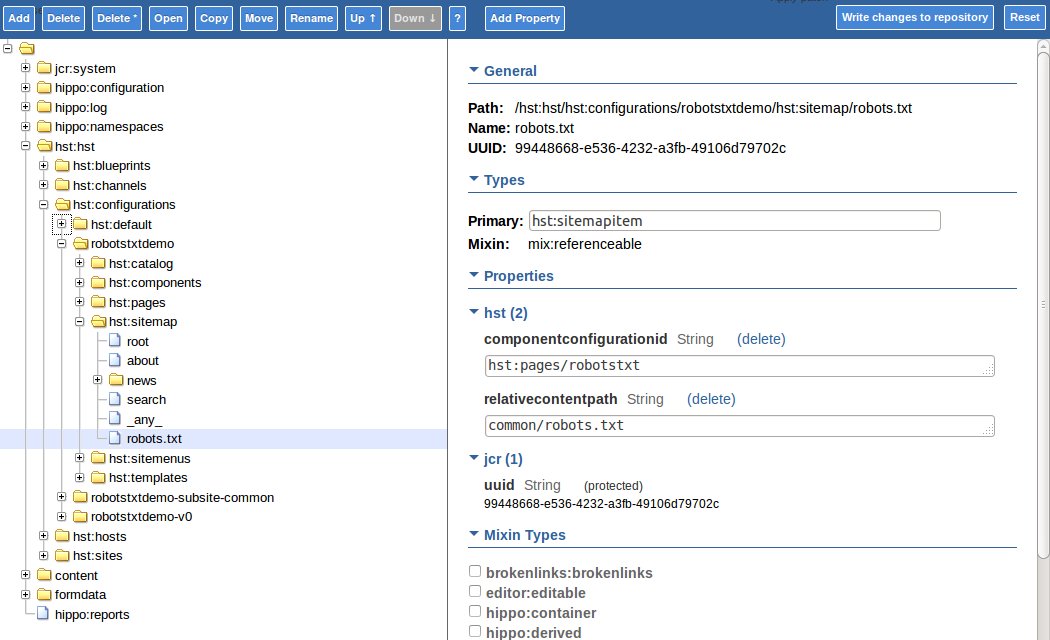 Add Delete Delete * Open Copy Move Rename Up ↑ Down ↓ ? Add Property Write changes to repository Reset
jcr:system
hippo:configuration
hippo:log
hippo:namespaces
hst:hst
hst:blueprints
hst:channels
hst:configurations
hst:default
robotstxtdemo
hst:catalog
hst:components
hst:pages
hst:sitemap
root
about
news
search
_any_
robots.txt
hst:sitemenus
hst:templates
robotstxtdemo-subsite-common
robotstxtdemo-v0
hst:hosts
hst:sites
content
formdata
hippo:reports
General
Path: /hst:hst/hst:configurations/robotstxtdemo/hst:sitemap/robots.txt
Name: robots.txt
UUID: 99448668-e536-4232-a3fb-49106d79702c
Types
Primary: hst:sitemapitem
Mixin: mix:referenceable
Properties
hst (2)
componentconfigurationid String (delete)
hst:pages/robotstxt
relativecontentpath String (delete)
common/robots.txt
jcr (1)
uuid String (protected)
99448668-e536-4232-a3fb-49106d79702c
Mixin Types
brokenlinks:brokenlinks
editor:editable
hippo:container
hippo:derived